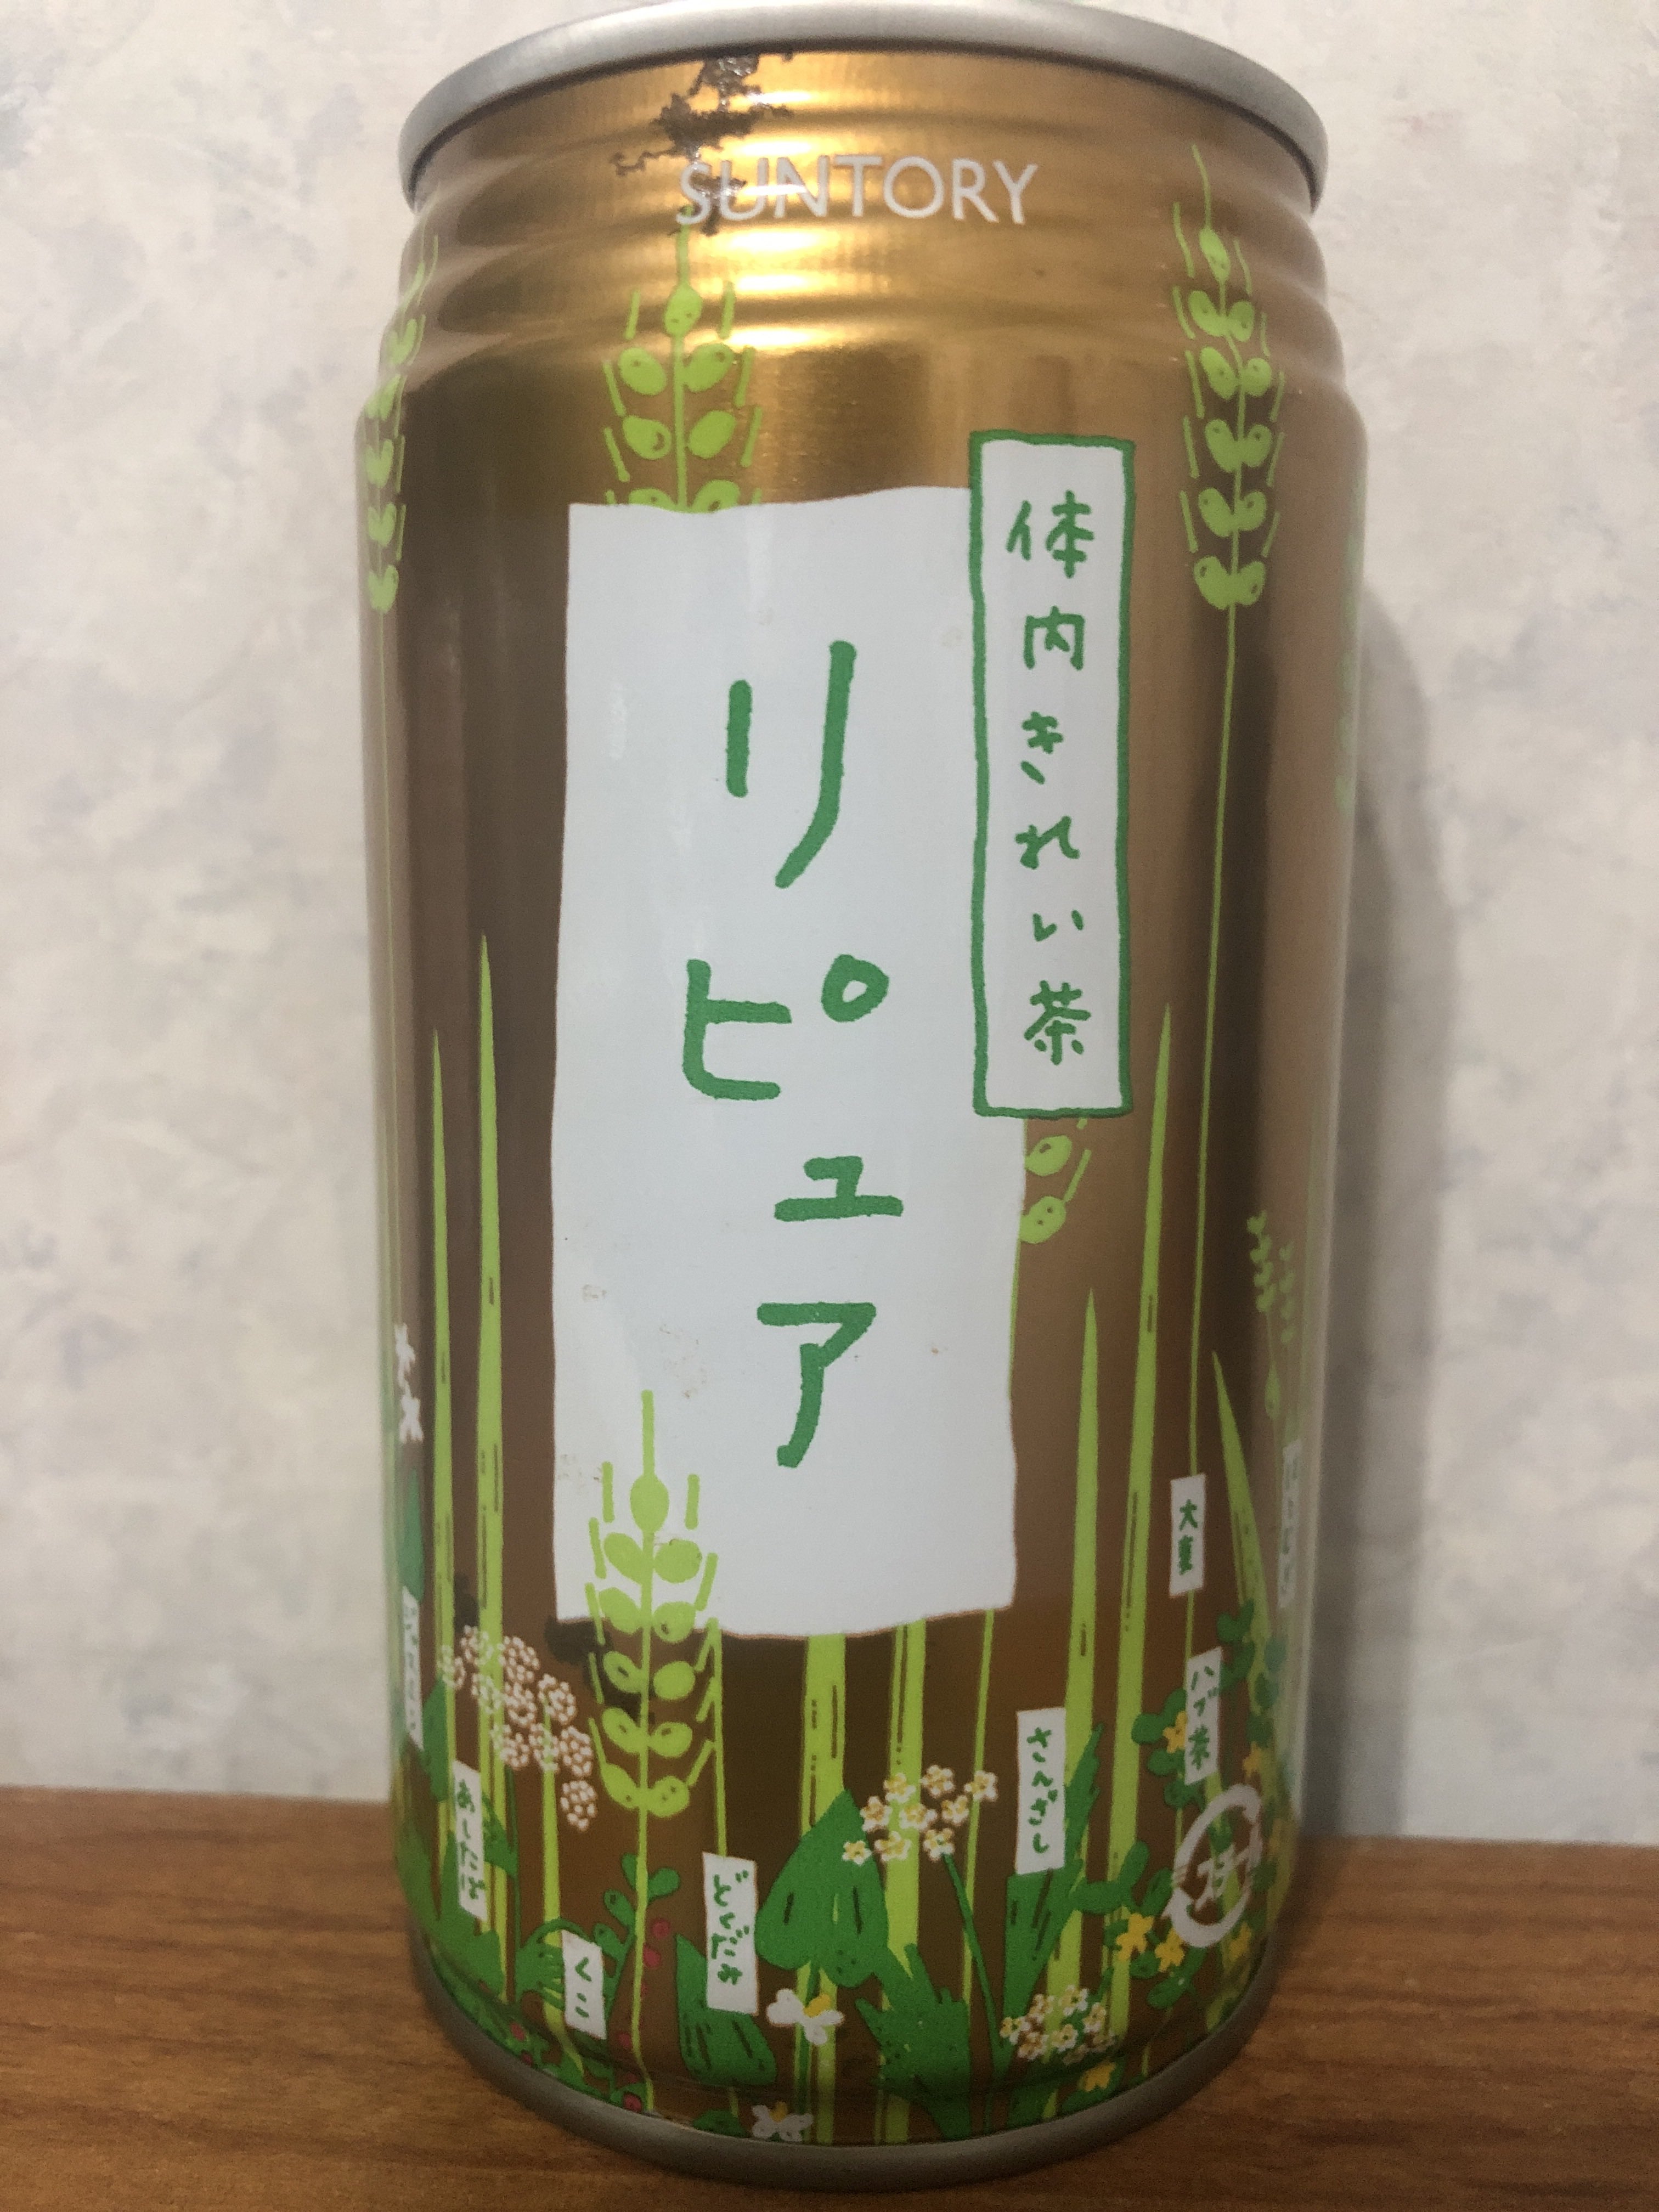 SUNTORY
体内きれい茶
リピュア
大麦
ハブ茶
さんざし
どくだみ
くこ
あしたば